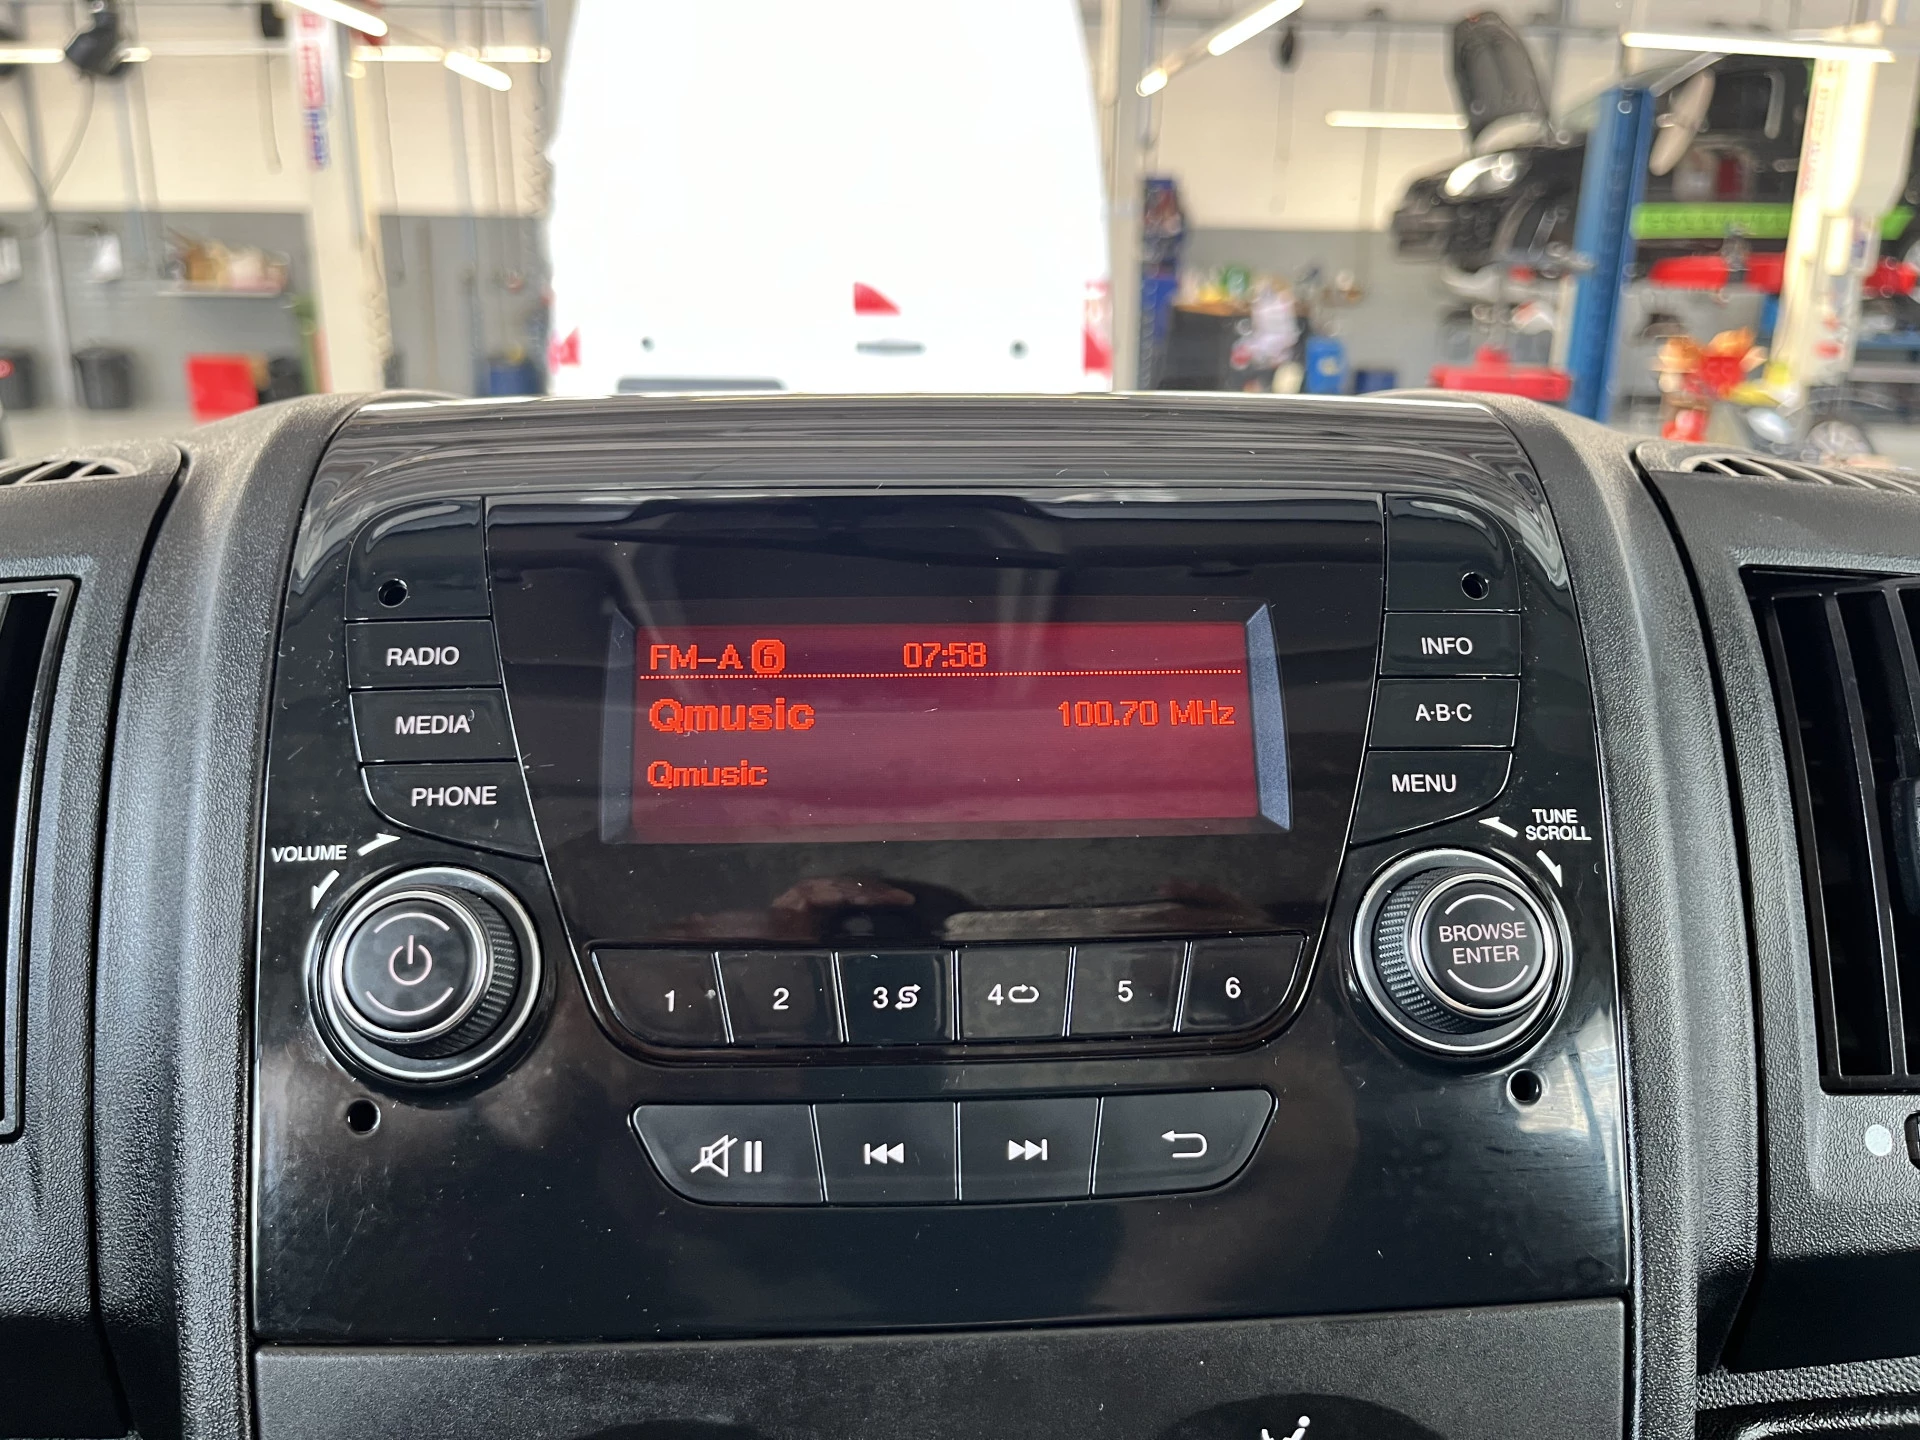 FM-A 6 07:58
Qmusic 100.70 MHz
Qmusic
RADIO
MEDIA
PHONE
VOLUME
INFO
A·B·C
MENU
TUNE
SCROLL
BROWSE
ENTER
1 2 3 4 5 6